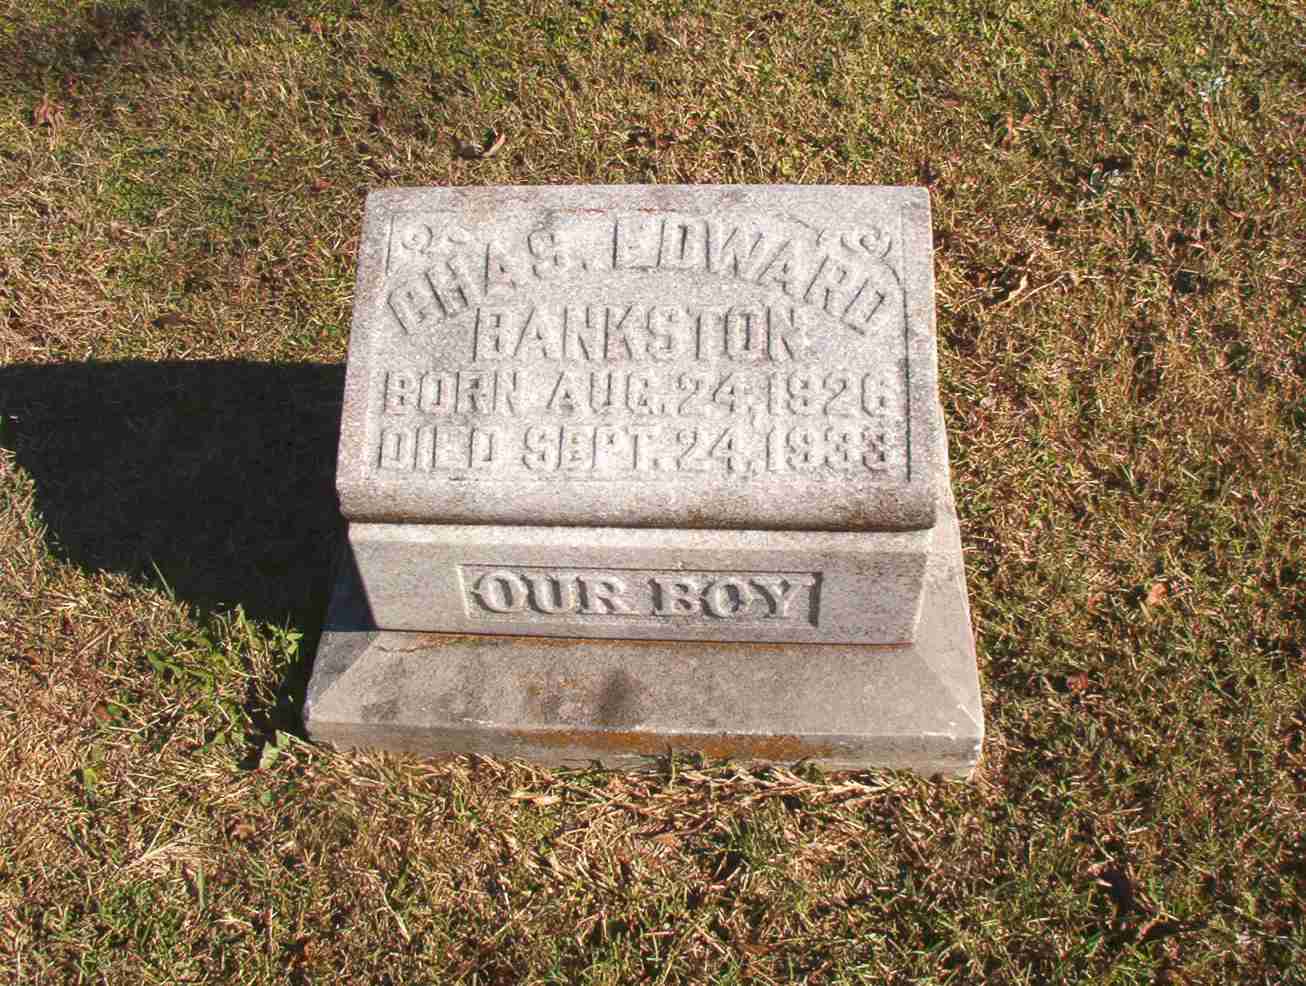 CHAS. EDWARD
BANKSTON
BORN AUG. 24, 1926
DIED SEPT. 24, 1933
OUR BOY